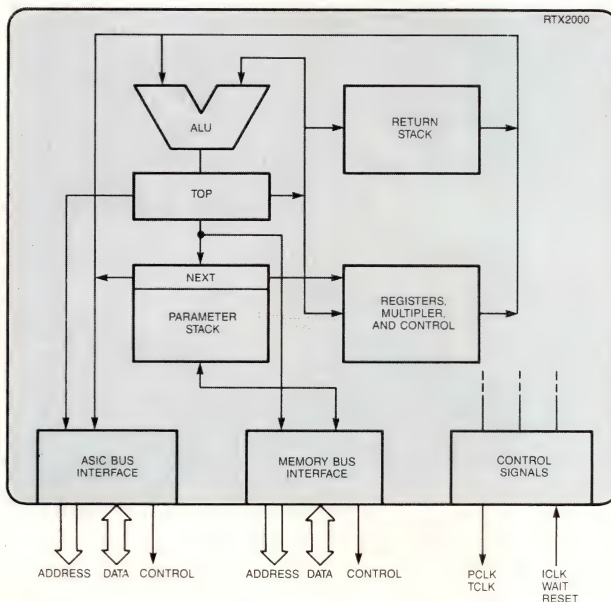 RTX2000
ALU
RETURN
STACK
TOP
NEXT
PARAMETER
STACK
REGISTERS,
MULTIPLER,
AND CONTROL
ASIC BUS
INTERFACE
MEMORY BUS
INTERFACE
CONTROL
SIGNALS
ADDRESS DATA CONTROL
ADDRESS DATA CONTROL
PCLK
TCLK
ICLK
WAIT
RESET